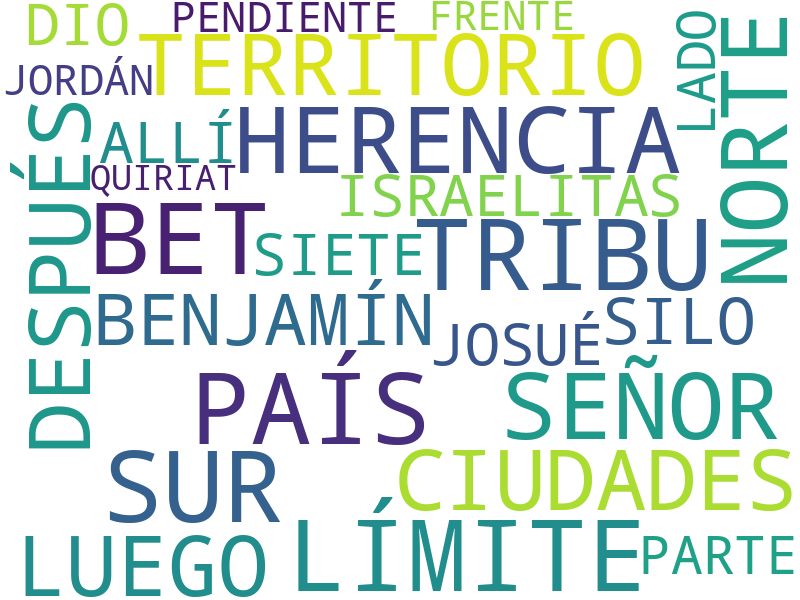 DIO
PENDIENTE
FRENTE
LADO
TERRITORIO
JORDÁN
NORTE
DESPUÉS
ALLÍ
HERENCIA
QUIRIAT
ISRAELITAS
BET
SIETE
TRIBU
BENJAMÍN
JOSUÉ
SILO
PAÍS
SEÑOR
SUR
CIUDADES
LUEGO
LÍMITE
PARTE